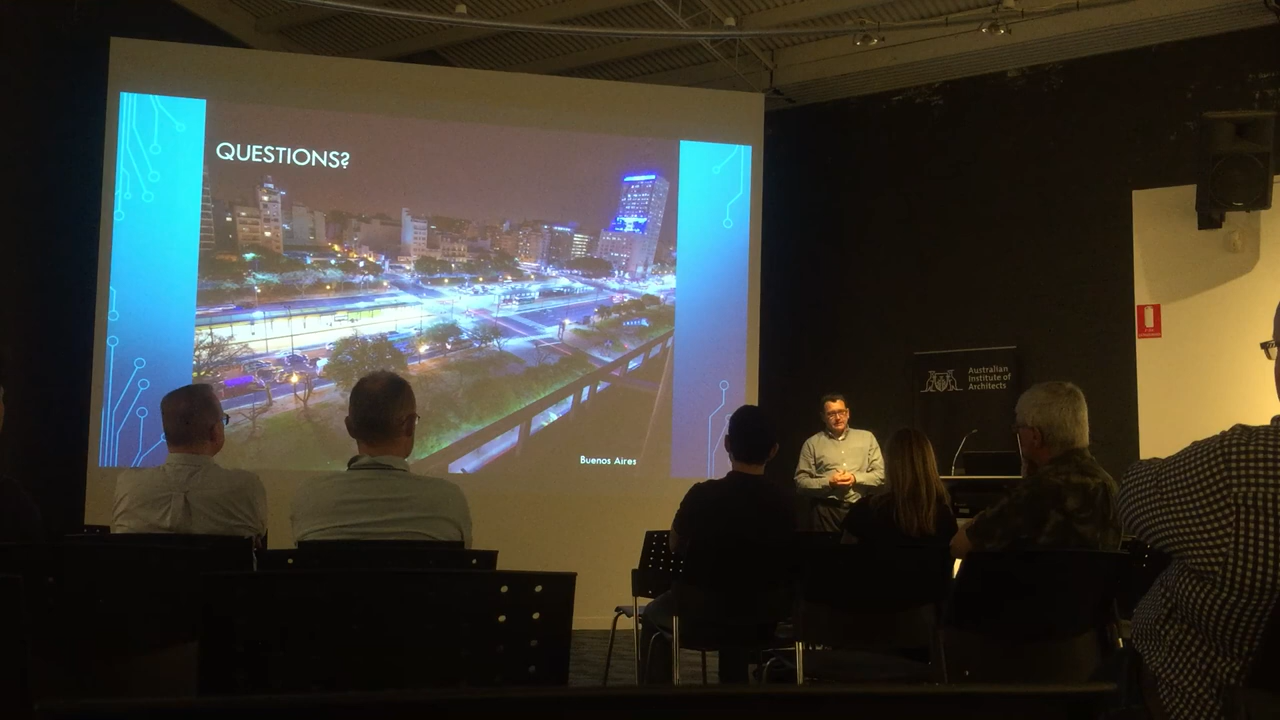 QUESTIONS?
Buenos Aires
Australian
Institute of
Architects